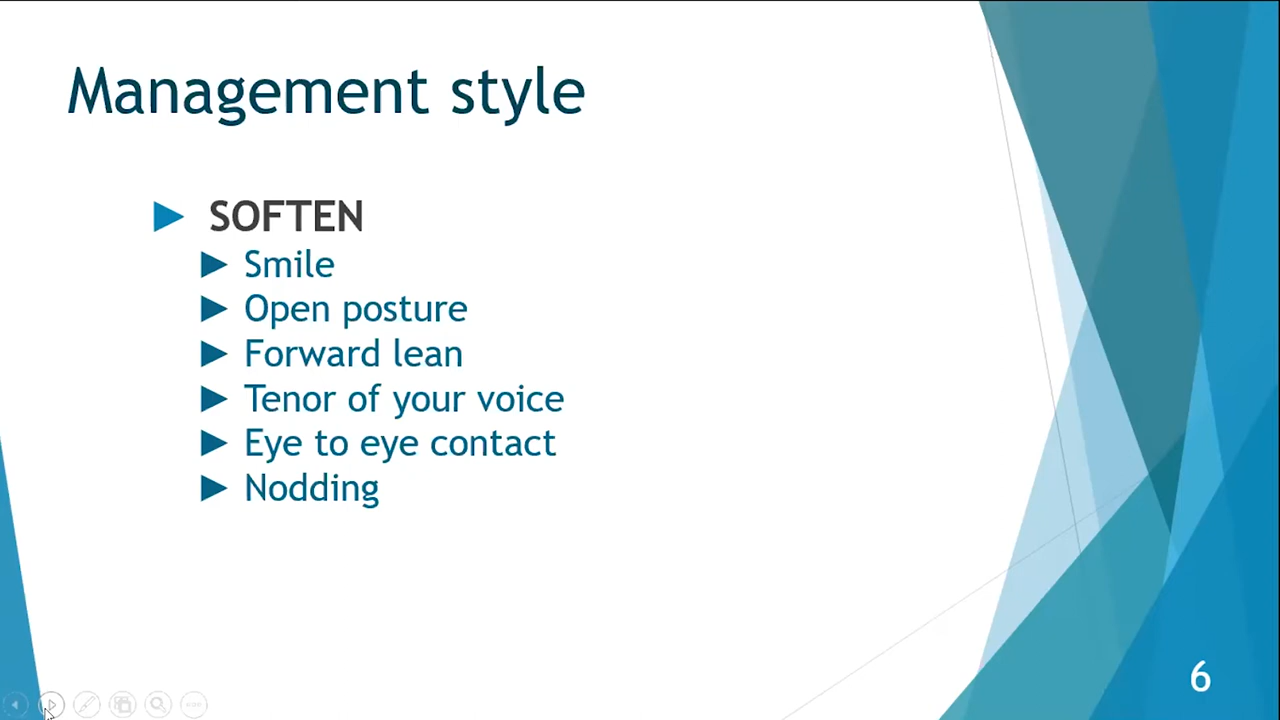 Management style
SOFTEN
Smile
Open posture
Forward lean
Tenor of your voice
Eye to eye contact
Nodding
6